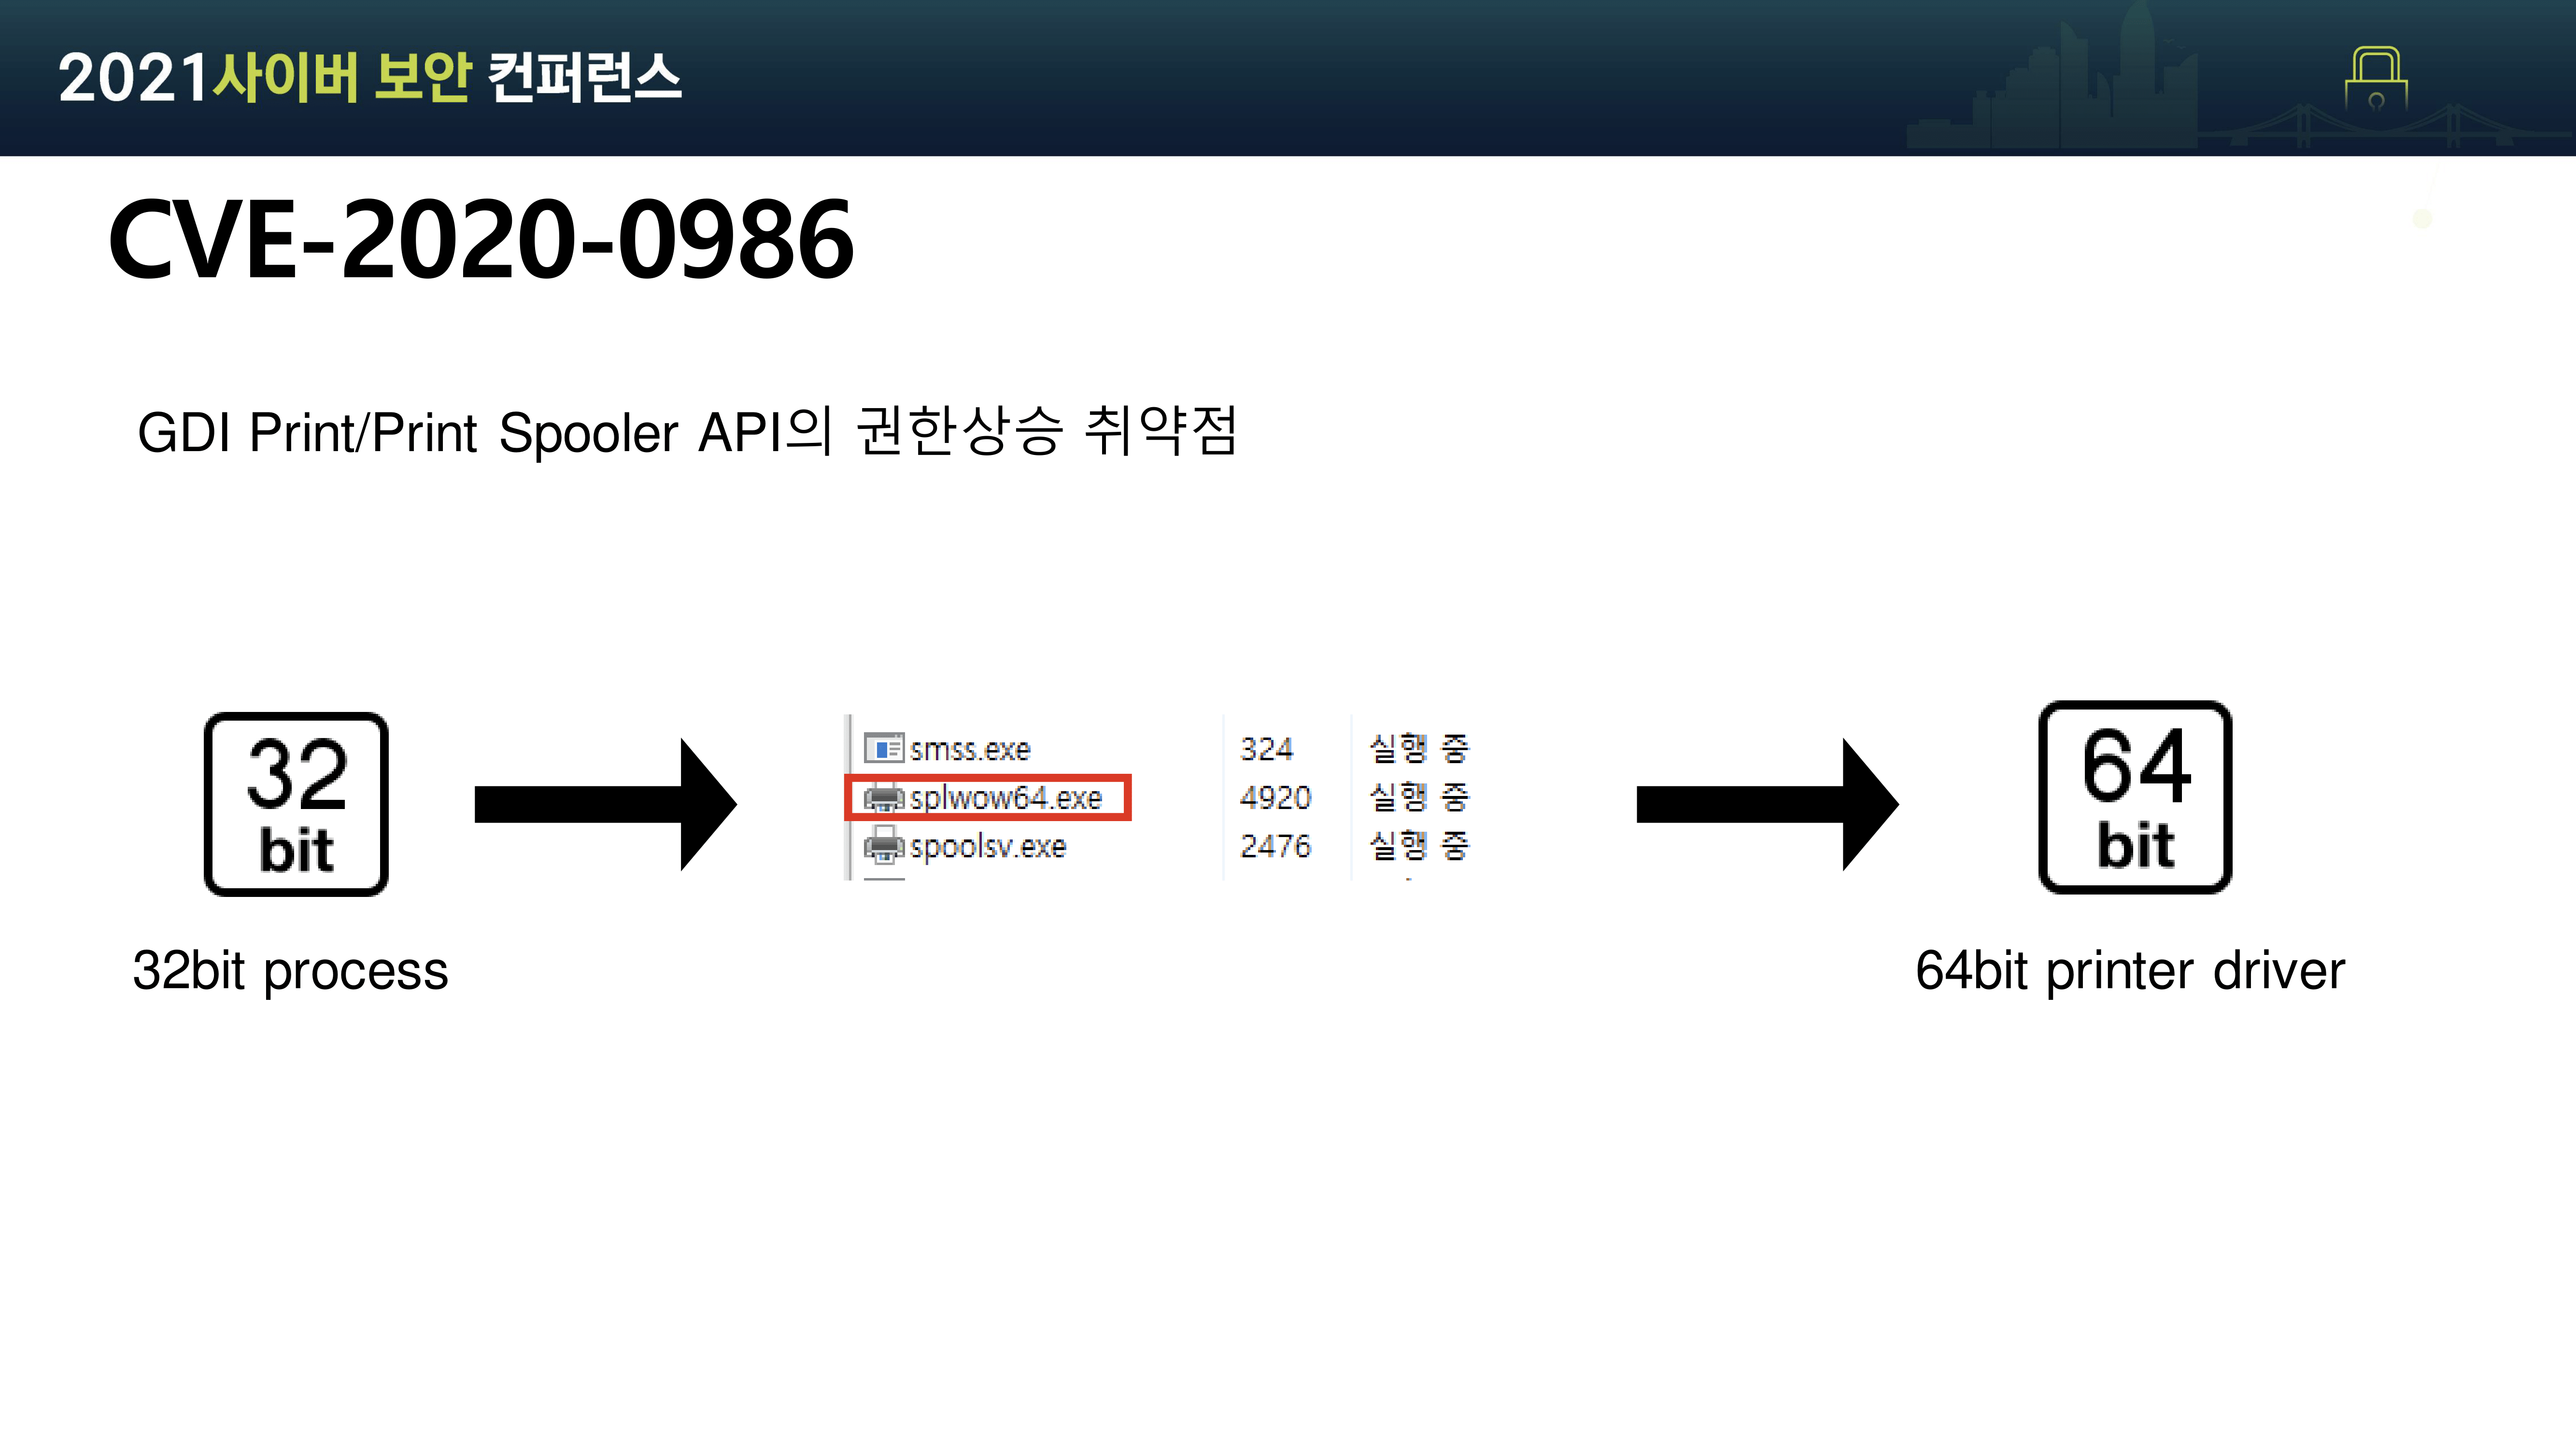 2021사이버 보안 컨퍼런스
CVE-2020-0986
GDI Print/Print Spooler API의 권한상승 취약점
32
bit
smss.exe 324 실행 중
splwow64.exe 4920 실행 중
spoolsv.exe 2476 실행 중
64
bit
32bit process
64bit printer driver